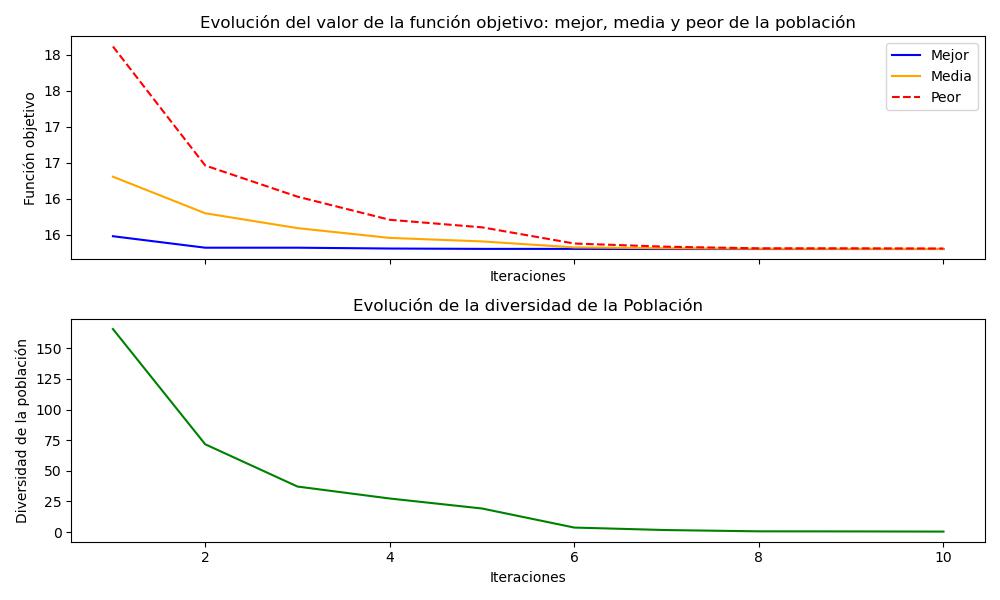 Evolución del valor de la función objetivo: mejor, media y peor de la población
Función objetivo
18
18
17
17
16
16
Mejor
Media
Peor
Iteraciones
Evolución de la diversidad de la Población
Diversidad de la población
150
125
100
75
50
25
0
2
4
6
8
10
Iteraciones